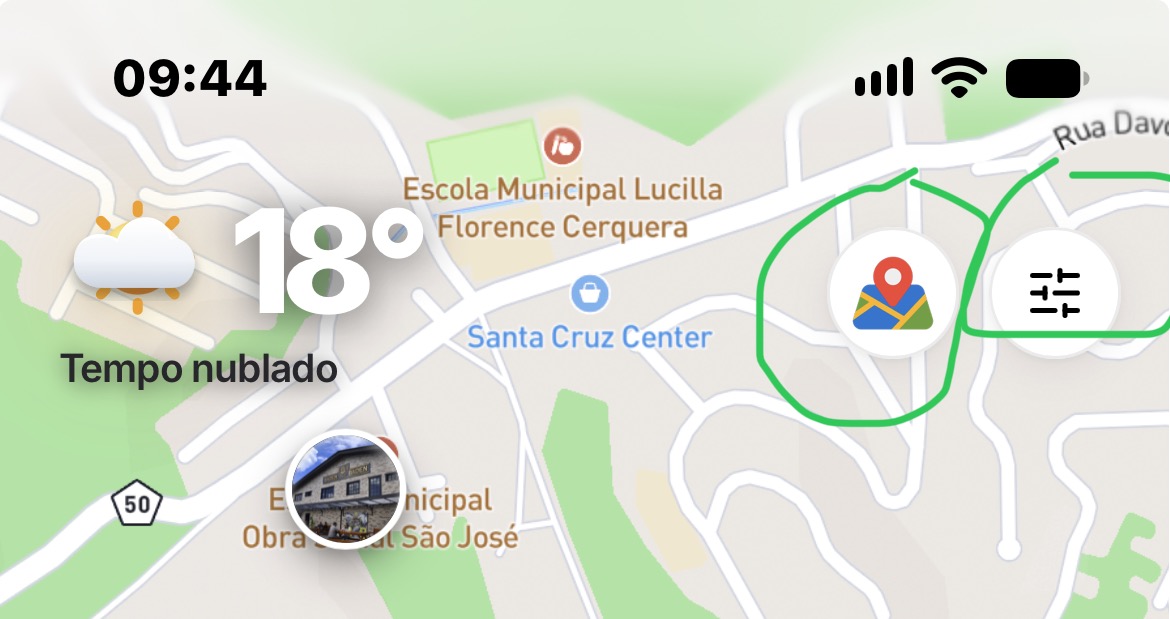 09:44
Rua Davo
18°
Escola Municipal Lucilla
Florence Cerquera
Santa Cruz Center
Tempo nublado
50
nicipal
Obra
São José